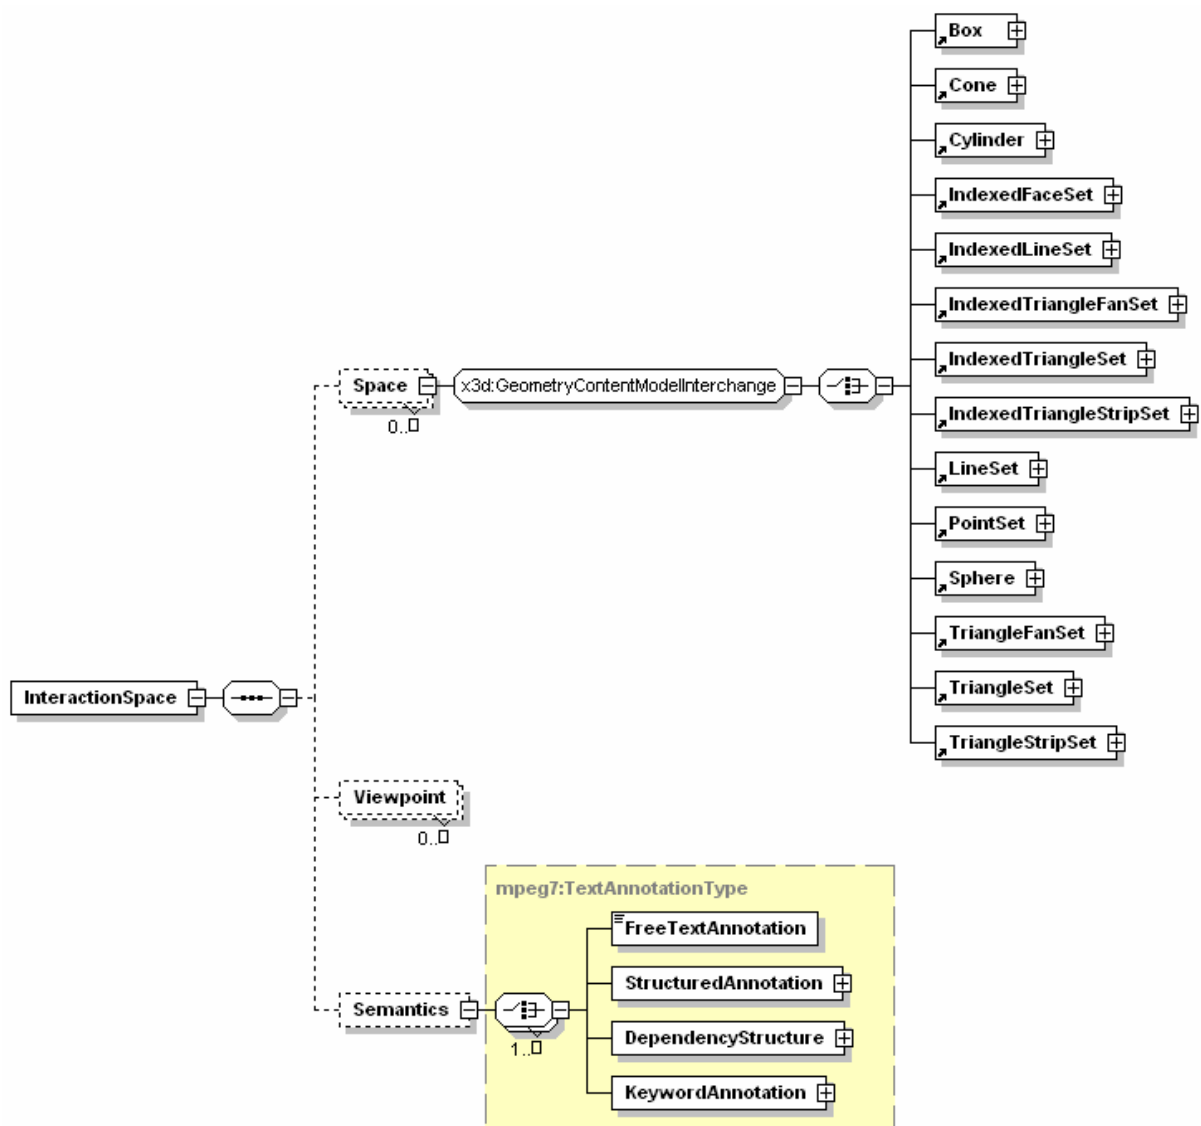 Box
Cone
Cylinder
IndexedFaceSet
IndexedLineSet
IndexedTriangleFanSet
IndexedTriangleSet
Space
x3d:GeometryContentModelInterchange
0..□
IndexedTriangleStripSet
LineSet
PointSet
Sphere
TriangleFanSet
TriangleSet
InteractionSpace
TriangleStripSet
Viewpoint
0..□
mpeg7:TextAnnotationType
FreeTextAnnotation
StructuredAnnotation
Semantics
1..□
DependencyStructure
KeywordAnnotation